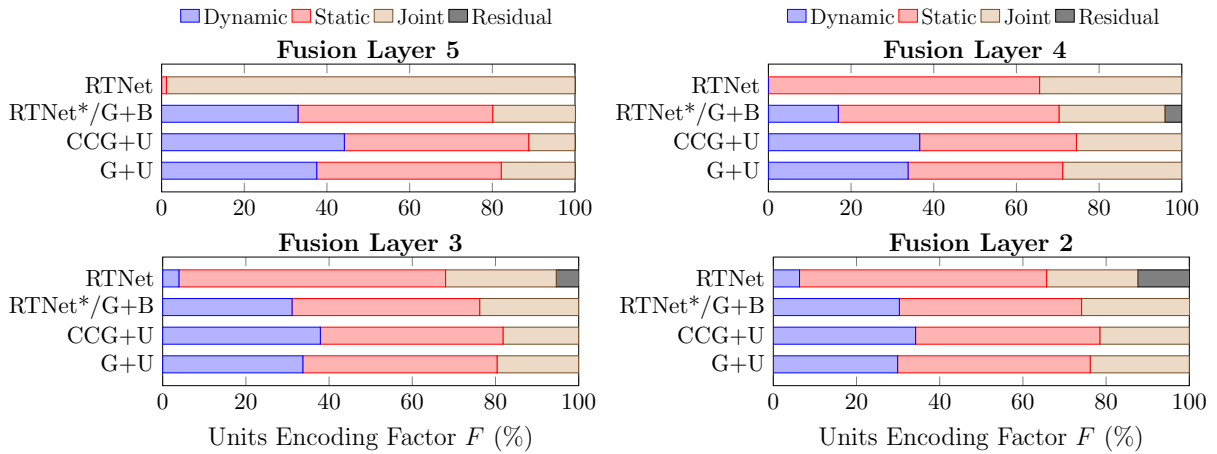 Dynamic Static Joint Residual
Fusion Layer 5
RTNet
RTNet*/G+B
CCG+U
G+U
0 20 40 60 80 100
Dynamic Static Joint Residual
Fusion Layer 4
RTNet
RTNet*/G+B
CCG+U
G+U
0 20 40 60 80 100
Fusion Layer 3
RTNet
RTNet*/G+B
CCG+U
G+U
0 20 40 60 80 100
Units Encoding Factor F (%)
Fusion Layer 2
RTNet
RTNet*/G+B
CCG+U
G+U
0 20 40 60 80 100
Units Encoding Factor F (%)